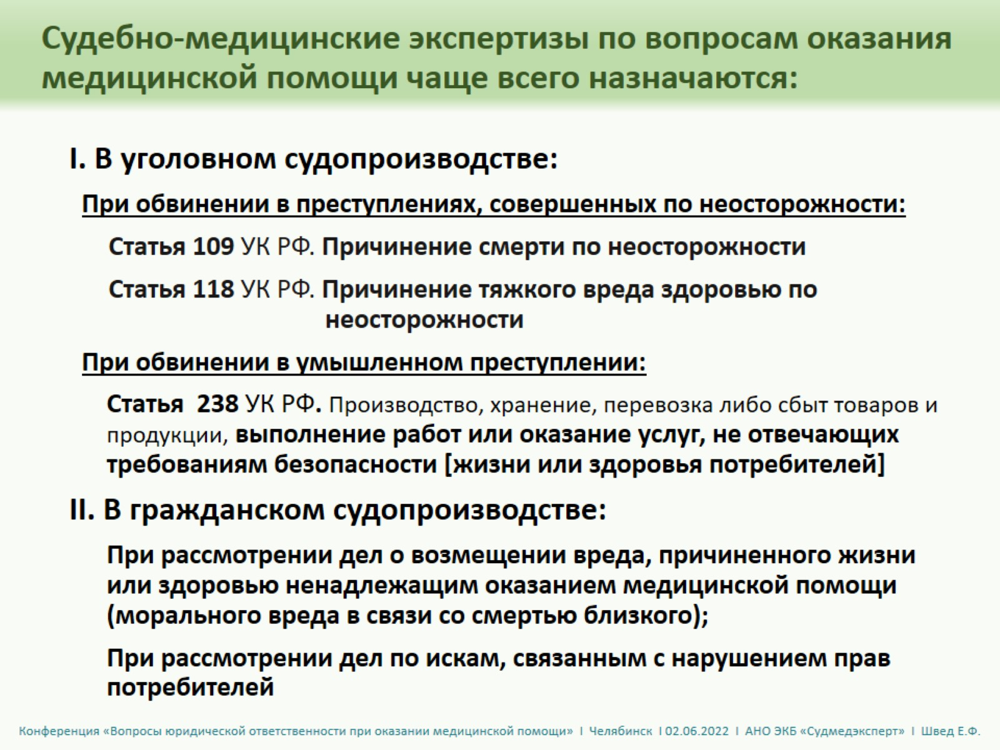 Судебно-медицинские экспертизы по вопросам оказания
медицинской помощи чаще всего назначаются:
I. В уголовном судопроизводстве:
При обвинении в преступлениях, совершенных по неосторожности:
Статья 109 УК РФ. Причинение смерти по неосторожности
Статья 118 УК РФ. Причинение тяжкого вреда здоровью по
неосторожности
При обвинении в умышленном преступлении:
Статья  238 УК РФ. Производство, хранение, перевозка либо сбыт товаров и
продукции, выполнение работ или оказание услуг, не отвечающих
требованиям безопасности [жизни или здоровья потребителей]
II. В гражданском судопроизводстве:
При рассмотрении дел о возмещении вреда, причиненного жизни
или здоровью ненадлежащим оказанием медицинской помощи
(морального вреда в связи со смертью близкого);
При рассмотрении дел по искам, связанным с нарушением прав
потребителей
Конференция «Вопросы юридической ответственности при оказании медицинской помощи» I Челябинск I 02.06.2022 I АНО ЭКБ «Судмедэксперт» I Швед Е.Ф.